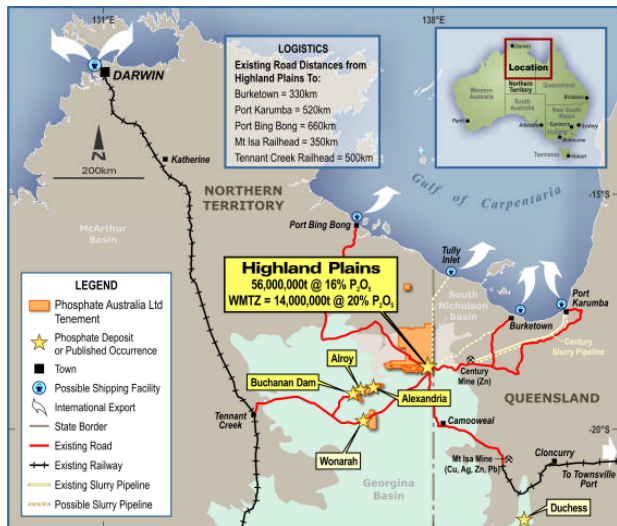 131°E
138°E
DARWIN
LOGISTICS
Existing Road Distances from
Highland Plains To:
Burketown = 330km
Port Karumba = 520km
Port Bing Bong = 660km
Mt Isa Railhead = 350km
Tennant Creek Railhead = 500km
Darwin
Location
Northern
Territory
Queensland
Western
Australia
South
Australia
New South
Wales
Brisbane
Perth
Adelaide
Canberra
Sydney
Melbourne
Tasmania
Hobart
N
200km
Katherine
NORTHERN
TERRITORY
McArthur
Basin
Gulf of Carpentaria
-15°S
Port Bing Bong
Tully
Inlet
Highland Plains
56,000,000t @ 16% P₂O₅
WMTZ = 14,000,000t @ 20% P₂O₅
South
Nicholson
Basin
Port
Karumba
Burketown
Century
Slurry Pipeline
Century
Mine (Zn)
LEGEND
Phosphate Australia Ltd
Tenement
Phosphate Deposit
or Published Occurrence
Town
Possible Shipping Facility
International Export
State Border
Existing Road
Existing Railway
Existing Slurry Pipeline
Possible Slurry Pipeline
Alroy
Buchanan Dam
Alexandria
QUEENSLAND
Tennant
Creek
Wonarah
Camooweal
-20°S
Cloncurry
Mt Isa Mine
(Cu, Ag, Zn, Pb)
To Townsville
Port
Georgina
Basin
Duchess